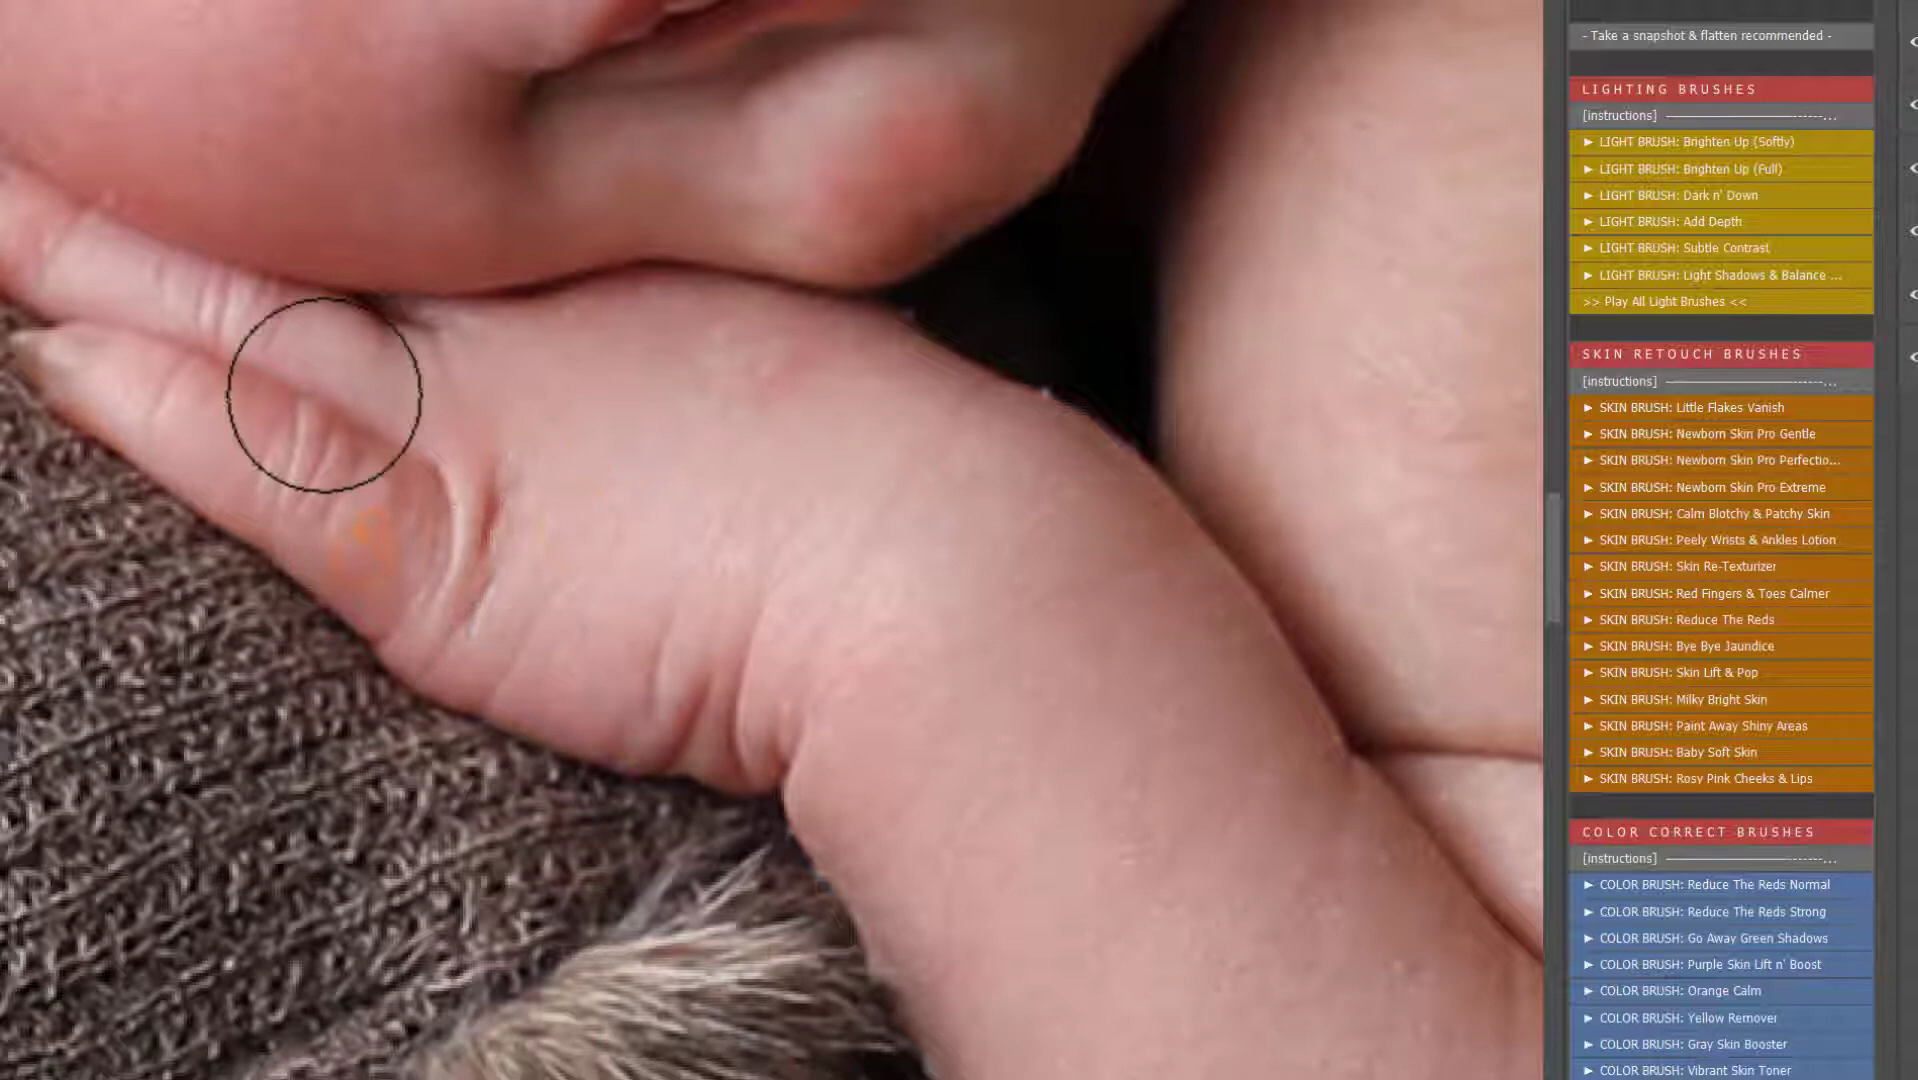 - Take a snapshot & flatten recommended -
LIGHTING BRUSHES
[instructions] ---------------------------...
LIGHT BRUSH: Brighten Up (Softly)
LIGHT BRUSH: Brighten Up (Full)
LIGHT BRUSH: Dark n' Down
LIGHT BRUSH: Add Depth
LIGHT BRUSH: Subtle Contrast
LIGHT BRUSH: Light Shadows & Balance ...
>> Play All Light Brushes <<
SKIN RETOUCH BRUSHES
[instructions] ---------------------------...
SKIN BRUSH: Little Flakes Vanish
SKIN BRUSH: Newborn Skin Pro Gentle
SKIN BRUSH: Newborn Skin Pro Perfectio...
SKIN BRUSH: Newborn Skin Pro Extreme
SKIN BRUSH: Calm Blotchy & Patchy Skin
SKIN BRUSH: Peely Wrists & Ankles Lotion
SKIN BRUSH: Skin Re-Texturizer
SKIN BRUSH: Red Fingers & Toes Calmer
SKIN BRUSH: Reduce The Reds
SKIN BRUSH: Bye Bye Jaundice
SKIN BRUSH: Skin Lift & Pop
SKIN BRUSH: Milky Bright Skin
SKIN BRUSH: Paint Away Shiny Areas
SKIN BRUSH: Baby Soft Skin
SKIN BRUSH: Rosy Pink Cheeks & Lips
COLOR CORRECT BRUSHES
[instructions] ---------------------------...
COLOR BRUSH: Reduce The Reds Normal
COLOR BRUSH: Reduce The Reds Strong
COLOR BRUSH: Go Away Green Shadows
COLOR BRUSH: Purple Skin Lift n' Boost
COLOR BRUSH: Orange Calm
COLOR BRUSH: Yellow Remover
COLOR BRUSH: Gray Skin Booster
COLOR BRUSH: Vibrant Skin Toner